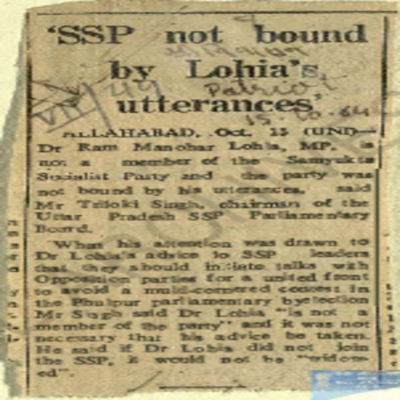 'SSP not bound
by Lohia's
utterances'
Patriot
15-10-64
ALLAHABAD, Oct. 13 (UNI)—
Dr Ram Manohar Lohia, MP, is
not a member of the Samyukta
Socialist Party and the party was
not bound by his utterances, said
Mr Triloki Singh, chairman of the
Uttar Pradesh SSP Parliamentary
Board.
When his attention was drawn to
Dr Lohia's advice to SSP leaders
that they should initiate talks with
Opposition parties for a united front
to avoid a multi-cornered contest in
the Phulpur parliamentary byelection
Mr Singh said Dr Lohia "is not a
member of the party" and it was not
necessary that his advice be taken.
He said if Dr Lohia did not join
the SSP, it would not be "widow-
ed".